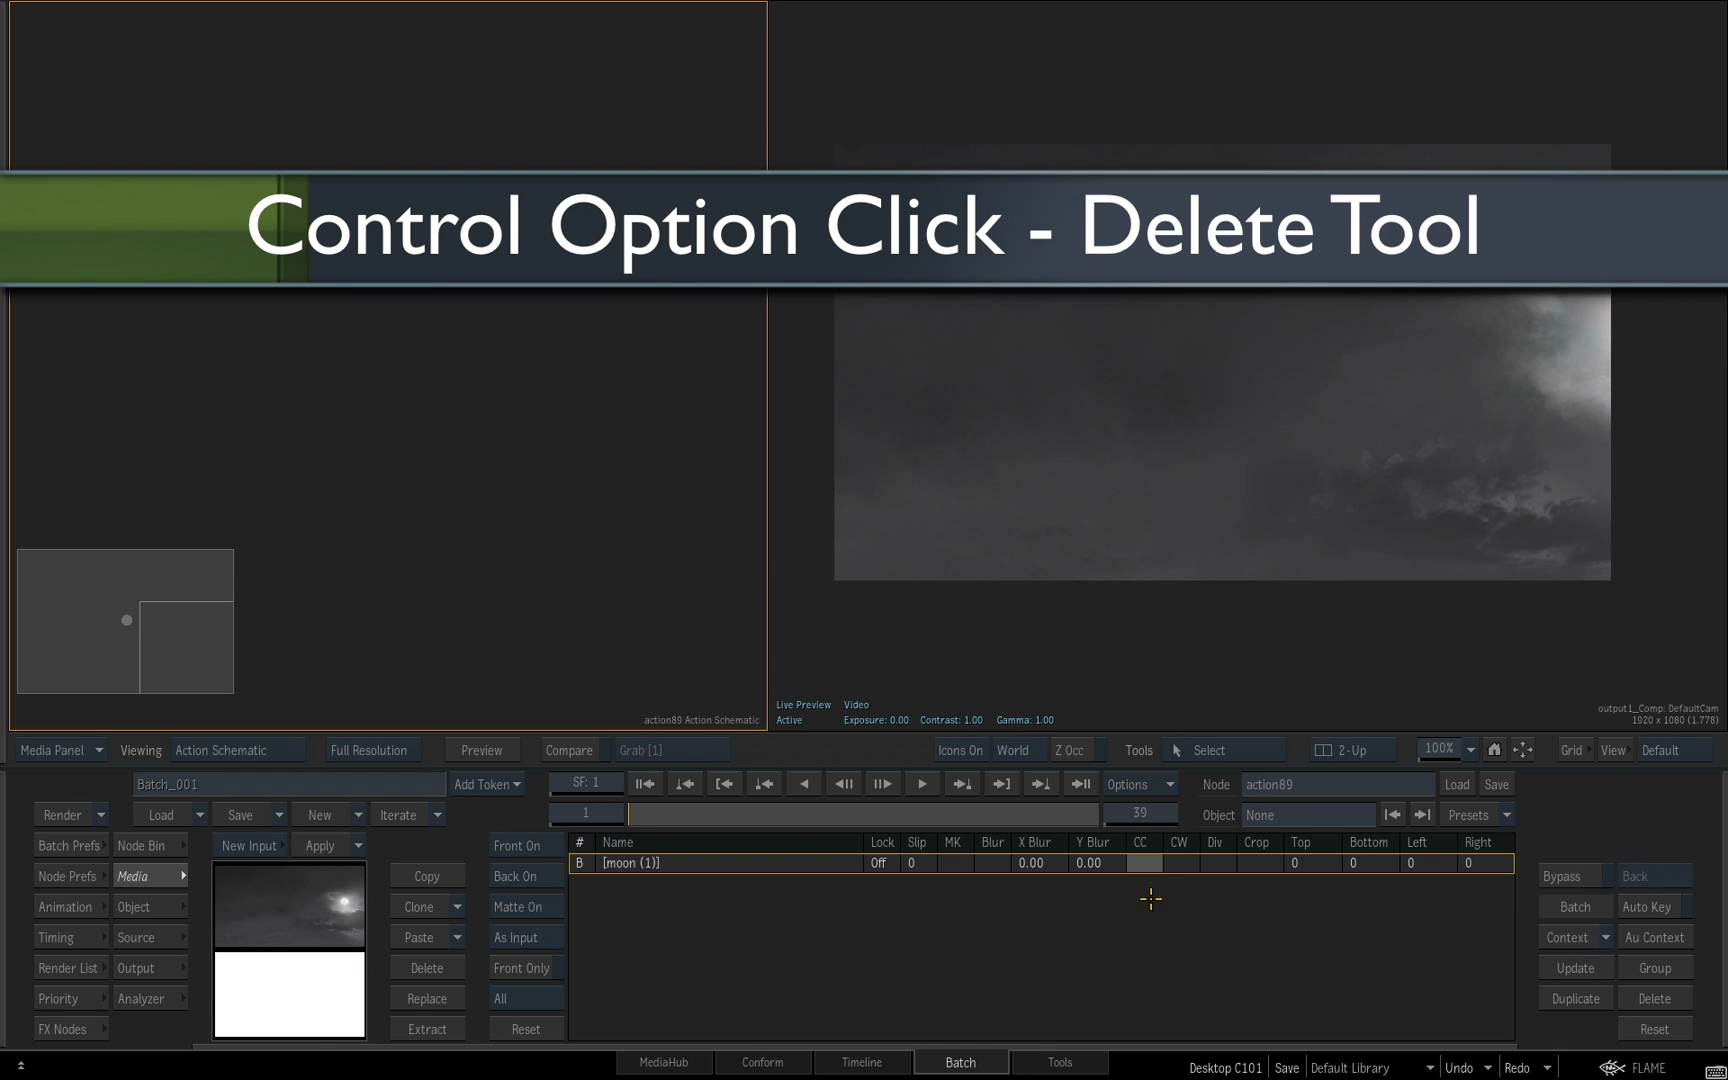 Control Option Click - Delete Tool
action89 Action Schematic
Live Preview Video
Active Exposure: 0.00 Contrast: 1.00 Gamma: 1.00
output1_Comp: DefaultCam
1920 x 1080 (1.778)
Media Panel Viewing Action Schematic Full Resolution Preview Compare Grab [1] Icons On World Z Occ Tools Select 2-Up 100% Grid View Default
Batch_001 Add Token SF: 1 Options Node action89 Load Save
Render Load Save New Iterate 1 39 Object None Presets
Batch Prefs Node Bin New Input Apply Front On # Name Lock Slip MK Blur X Blur Y Blur CC CW Div Crop Top Bottom Left Right
B [moon (1)] Off 0 0.00 0.00 0 0 0 0
Node Prefs Media Copy Back On Bypass Back
Animation Object Clone Matte On Batch Auto Key
Timing Source Paste As Input Context Au Context
Render List Output Delete Front Only Update Group
Priority Analyzer Replace All Duplicate Delete
FX Nodes Extract Reset Reset
MediaHub Conform Timeline Batch Tools Desktop C101 Save Default Library Undo Redo FLAME